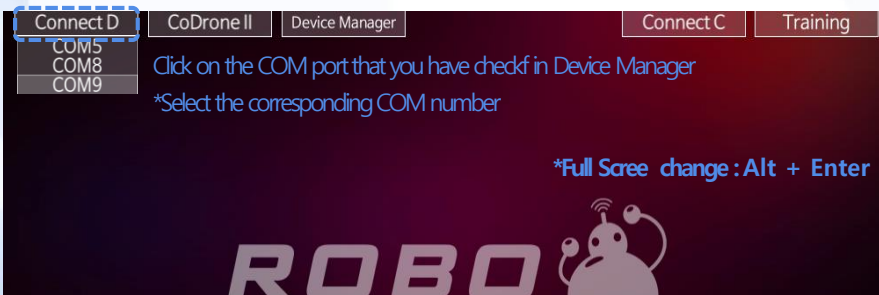 Connect D CoDrone II Device Manager Connect C Training
COM5
COM8
COM9
Click on the COM port that you have checkf in Device Manager
*Select the corresponding COM number
*Full Scree change : Alt + Enter
ROBO